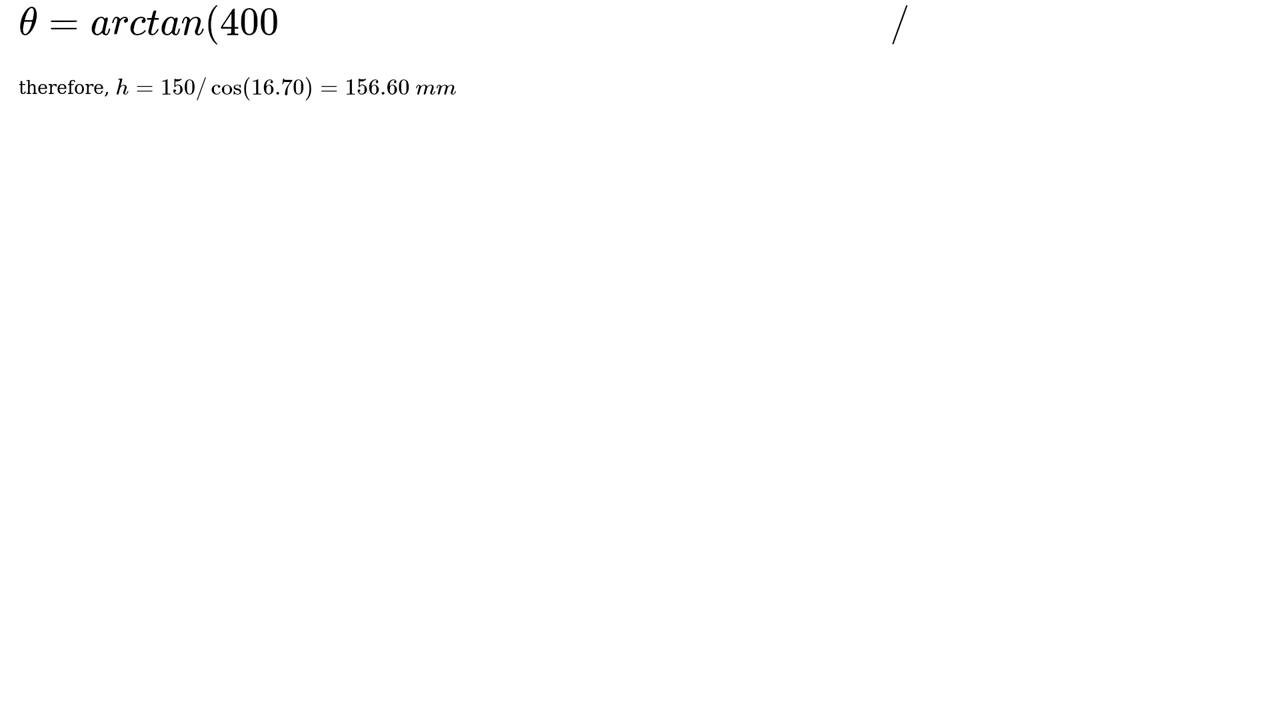 θ = arctan(400 /
therefore, h = 150/ cos(16.70) = 156.60 mm